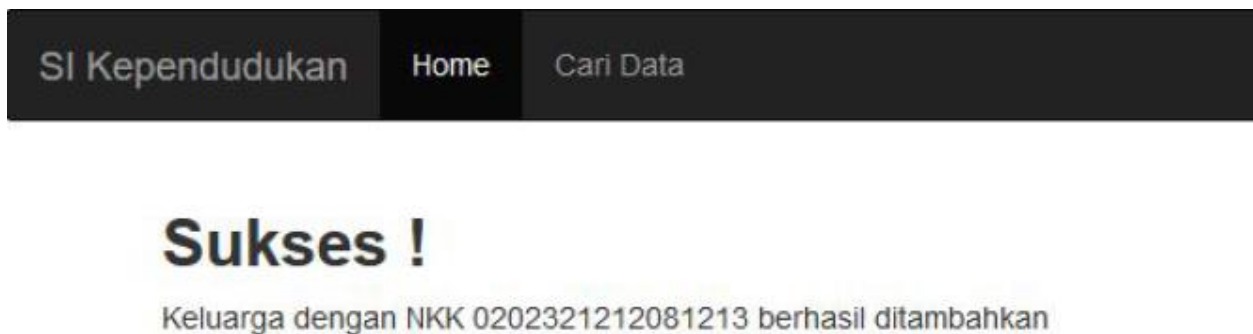 SI Kependudukan Home Cari Data
Sukses !
Keluarga dengan NKK 0202321212081213 berhasil ditambahkan